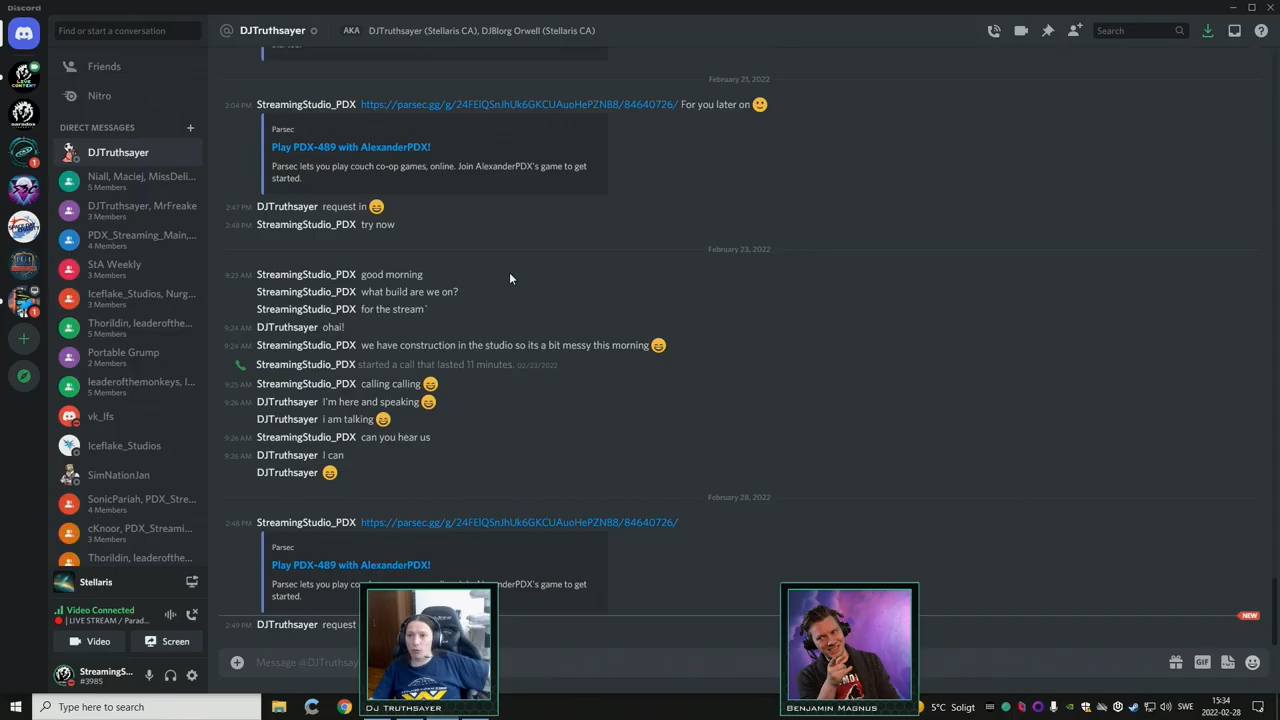 Discord
Find or start a conversation
DJTruthsayer
AKA DJTruthsayer (Stellaris CA), DJBlorg Orwell (Stellaris CA)
Search
Friends
Nitro
DIRECT MESSAGES
DJTruthsayer
Niall, Maciej, MissDeli...
5 Members
DJTruthsayer, MrFreake
3 Members
PDX_Streaming_Main,...
4 Members
StA Weekly
3 Members
Iceflake_Studios, Nurg...
3 Members
Thorildin, leaderofthe...
5 Members
Portable Grump
2 Members
leaderofthemonkeys, I...
5 Members
vk_lfs
Iceflake_Studios
SimNationJan
SonicPariah, PDX_Stre...
4 Members
cKnoor, PDX_Streami...
3 Members
Thorildin, leaderofthe...
Stellaris
Video Connected
| LIVE STREAM / Parad...
Video
Screen
StreamingS...
#3985
February 21, 2022
2:04 PM StreamingStudio_PDX https://parsec.gg/g/24FElQSnJhUk6GKCUAuoHePZNB8/84640726/ For you later on 🙂
Parsec
Play PDX-489 with AlexanderPDX!
Parsec lets you play couch co-op games, online. Join AlexanderPDX's game to get
started.
2:47 PM DJTruthsayer request in 😄
2:48 PM StreamingStudio_PDX try now
February 23, 2022
9:23 AM StreamingStudio_PDX good morning
StreamingStudio_PDX what build are we on?
StreamingStudio_PDX for the stream`
9:24 AM DJTruthsayer ohai!
9:24 AM StreamingStudio_PDX we have construction in the studio so its a bit messy this morning 😄
StreamingStudio_PDX started a call that lasted 11 minutes. 02/23/2022
9:25 AM StreamingStudio_PDX calling calling 😄
9:26 AM DJTruthsayer I'm here and speaking 😄
DJTruthsayer i am talking 😄
9:26 AM StreamingStudio_PDX can you hear us
9:26 AM DJTruthsayer I can
DJTruthsayer 😄
February 28, 2022
2:48 PM StreamingStudio_PDX https://parsec.gg/g/24FElQSnJhUk6GKCUAuoHePZNB8/84640726/
Parsec
Play PDX-489 with AlexanderPDX!
Parsec lets you play co
exanderPDX's game to get
started.
NEW
2:49 PM DJTruthsayer request
Message @DJTruthsay
GIF
DJ TRUTHSAYER
BENJAMIN MAGNUS
Type here to search
5°C Soligt
SWE
15:34
2022-02-28